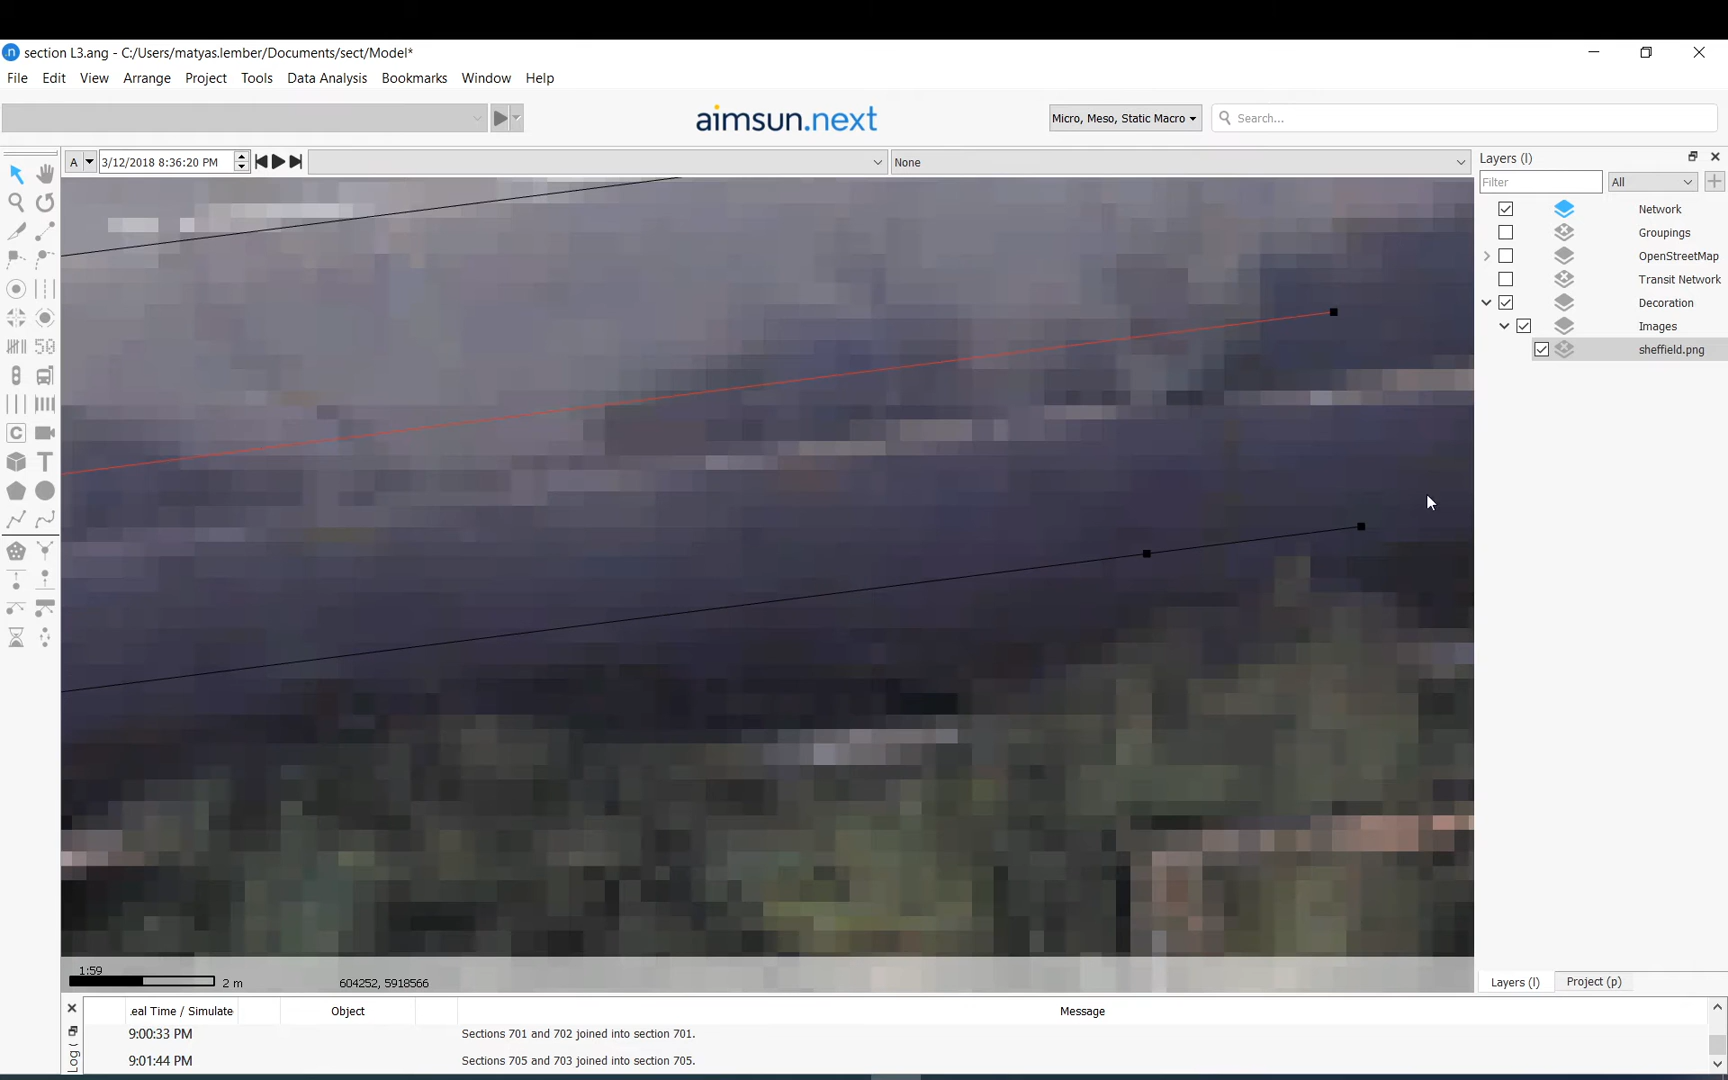 section L3.ang - C:/Users/matyas.lember/Documents/sect/Model*
File Edit View Arrange Project Tools Data Analysis Bookmarks Window Help
aimsun.next
Micro, Meso, Static Macro
Search...
A
3/12/2018 8:36:20 PM
None
Layers (l)
Filter
All
Network
Groupings
OpenStreetMap
Transit Network
Decoration
Images
sheffield.png
50
C
T
1:59
2 m
604252, 5918566
Layers (l) Project (p)
Log (
.eal Time / Simulate Object Message
9:00:33 PM Sections 701 and 702 joined into section 701.
9:01:44 PM Sections 705 and 703 joined into section 705.